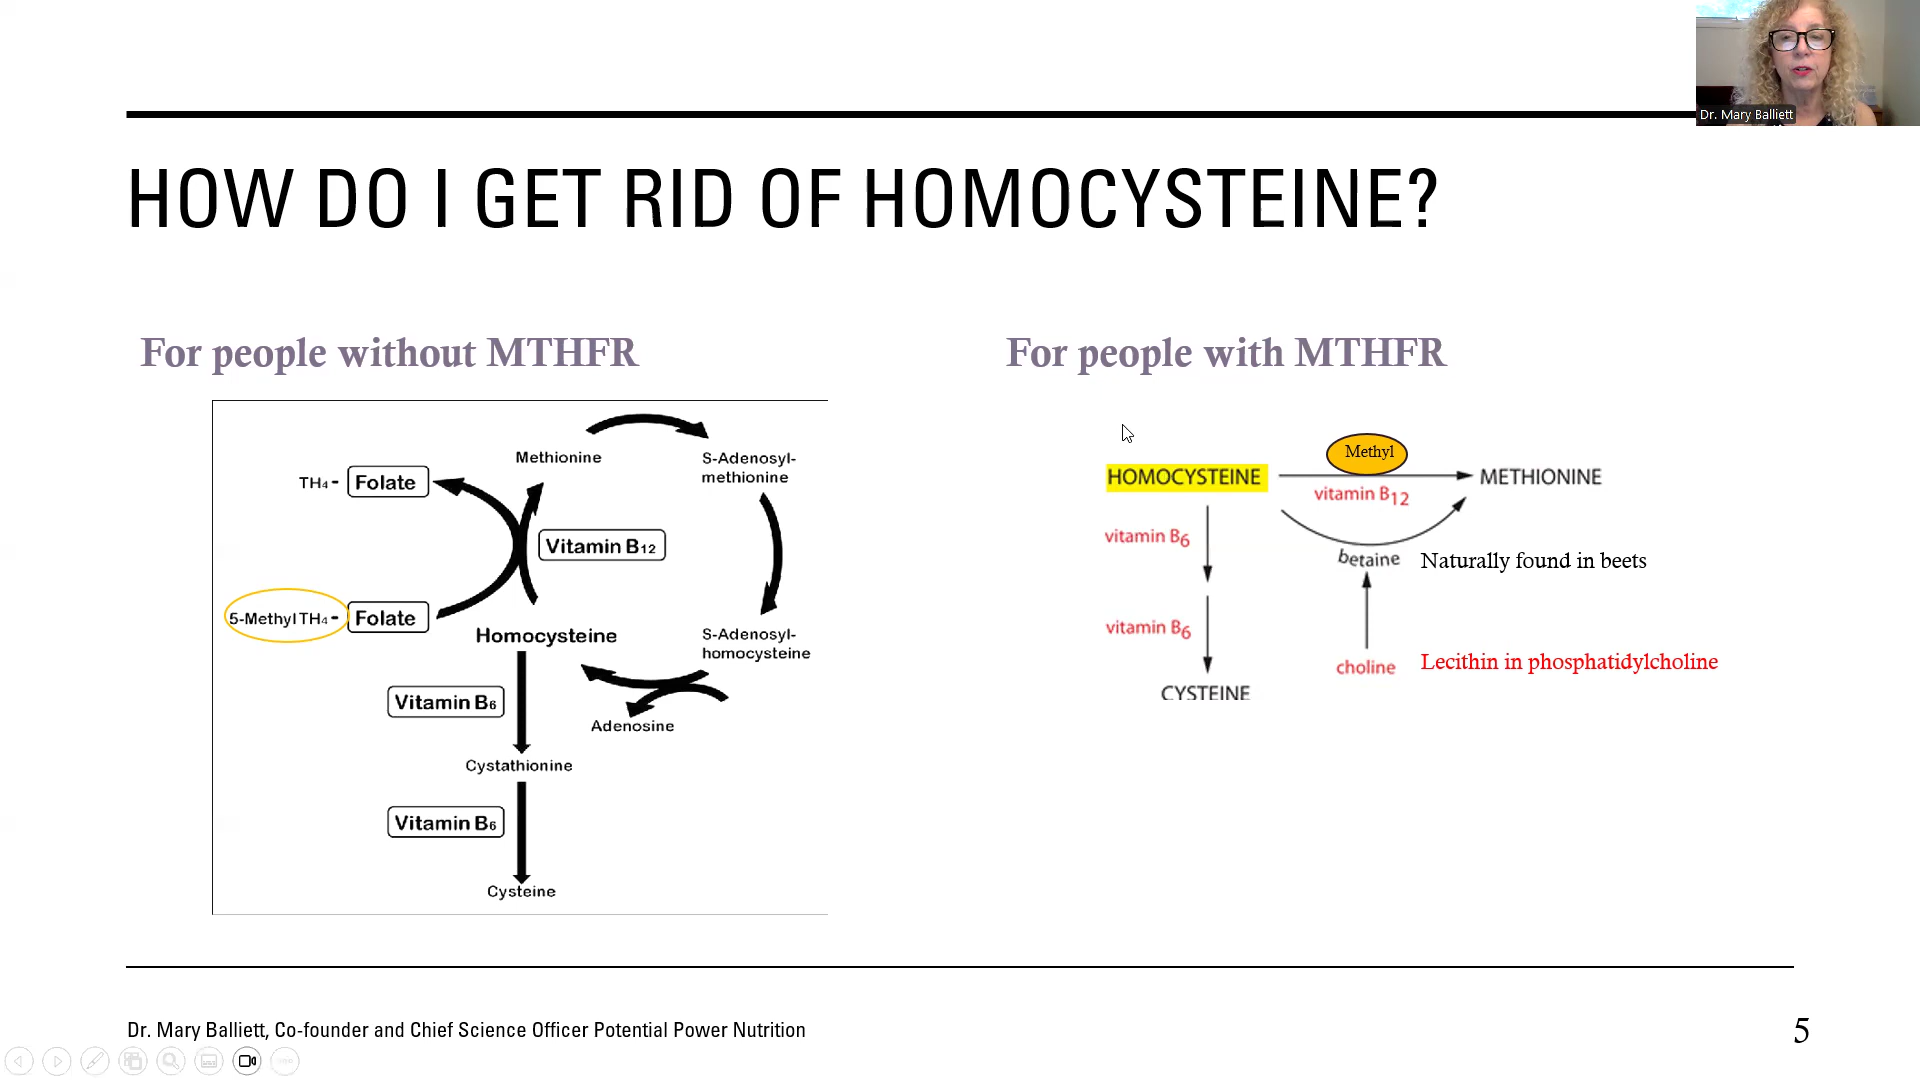 Dr. Mary Balliett
HOW DO I GET RID OF HOMOCYSTEINE?
For people without MTHFR
Methionine
S-Adenosyl-
methionine
TH4- Folate
Vitamin B12
5-Methyl TH4- Folate
Homocysteine
S-Adenosyl-
homocysteine
Vitamin B6
Adenosine
Cystathionine
Vitamin B6
Cysteine
For people with MTHFR
Methyl
HOMOCYSTEINE
METHIONINE
vitamin B12
vitamin B6
betaine
Naturally found in beets
vitamin B6
choline
Lecithin in phosphatidylcholine
CYSTEINE
Dr. Mary Balliett, Co-founder and Chief Science Officer Potential Power Nutrition
5